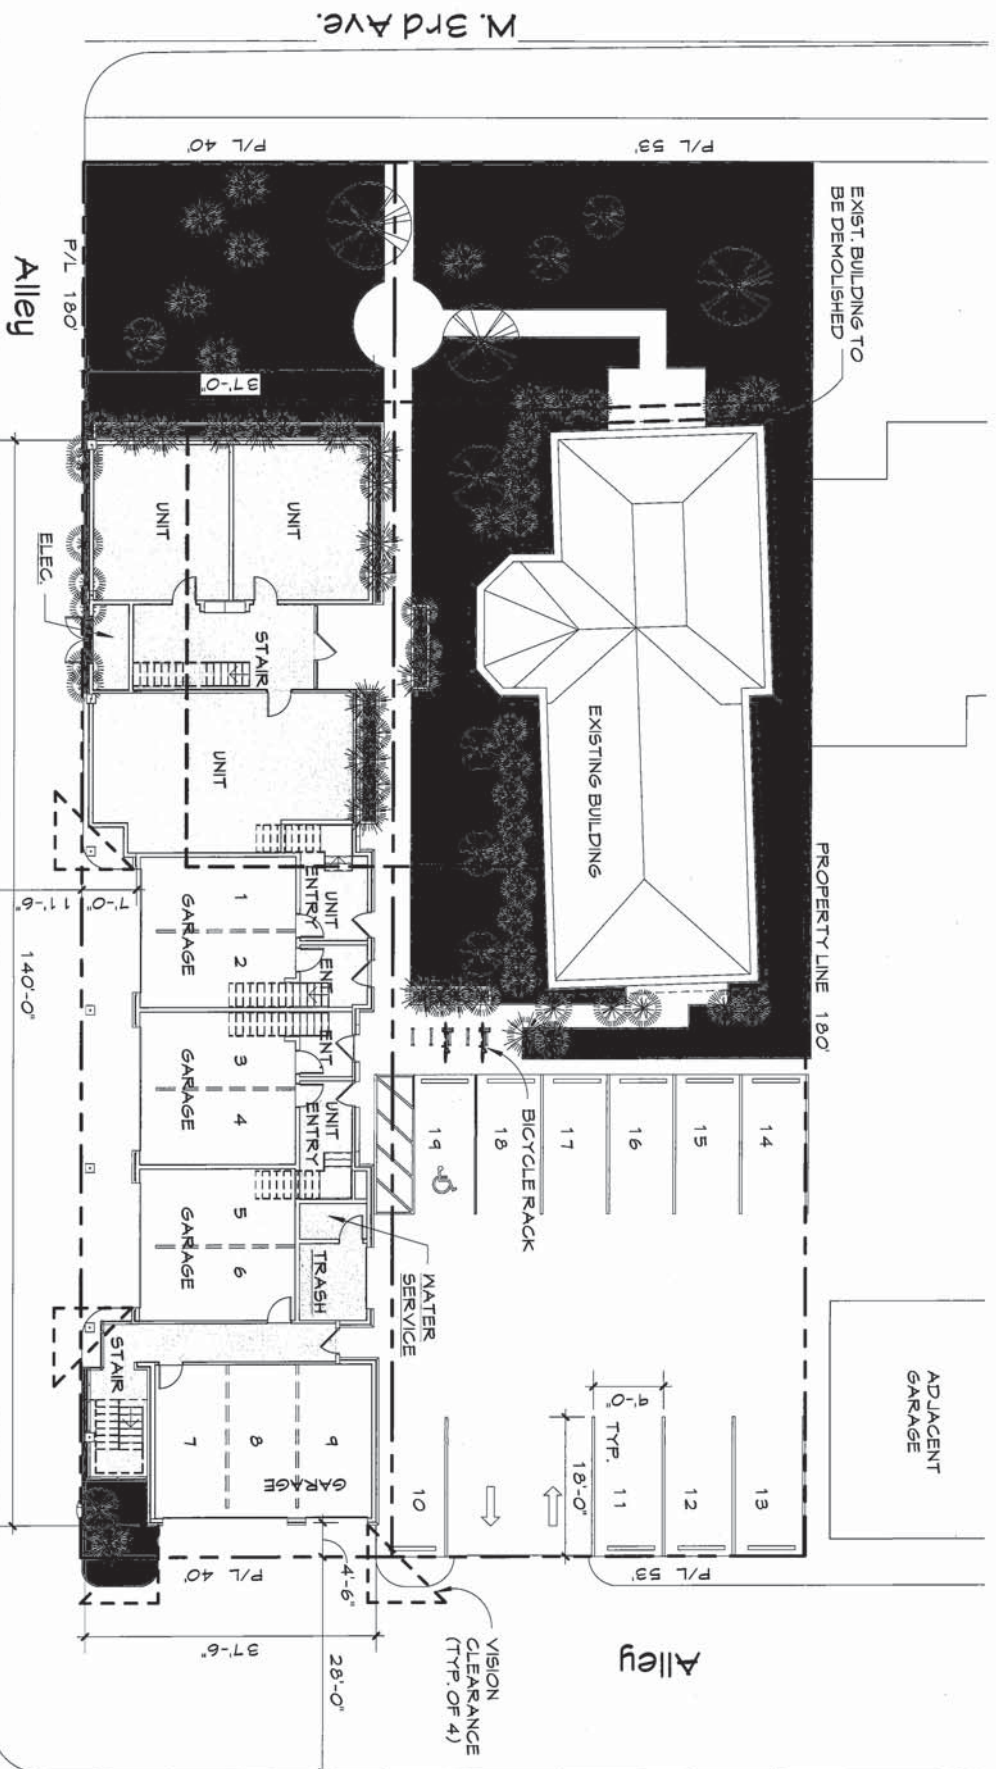 W. 3rd Ave.
P/L 40'
P/L 53'
EXIST. BUILDING TO
BE DEMOLISHED
P/L 180'
Alley
37'-0"
UNIT
UNIT
ELEC.
STAIR
UNIT
EXISTING BUILDING
PROPERTY LINE 180'
7'-0"
11'-6"
140'-0"
1
2
GARAGE
UNIT
ENTRY
ENT
3
4
GARAGE
ENT
UNIT
ENTRY
5
6
GARAGE
TRASH
WATER
SERVICE
BICYCLE RACK
19
18
17
16
15
14
STAIR
7
8
9
GARAGE
10
11
12
13
9'-0"
TYP.
18'-0"
ADJACENT
GARAGE
P/L 40'
4'-6"
P/L 53'
37'-6"
28'-0"
VISION
CLEARANCE
(TYP. OF 4)
Alley